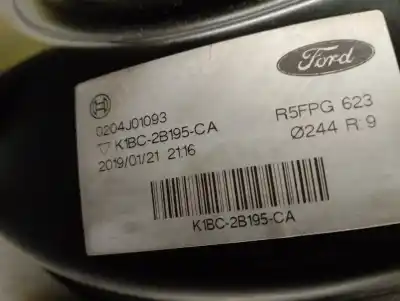 Ford
0204J01093
R5FPG 623
▽ K1BC-2B195-CA
Ø244 R:9
2019/01/21 21:16
K1BC-2B195-CA